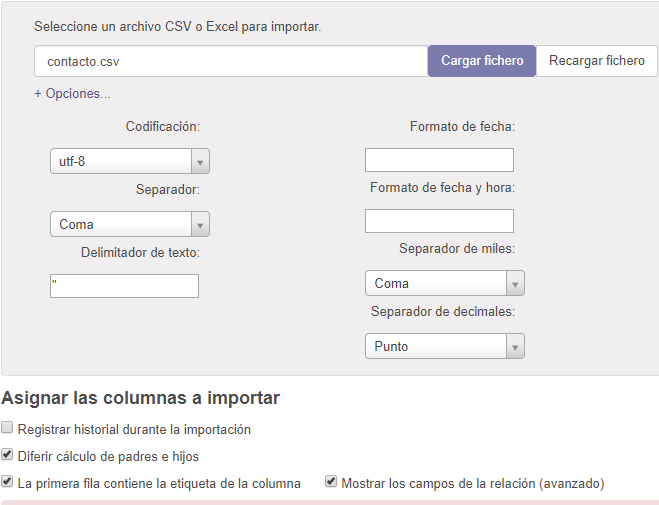 Seleccione un archivo CSV o Excel para importar.
contacto.csv
Cargar fichero
Recargar fichero
+ Opciones...
Codificación:
utf-8
Separador:
Coma
Delimitador de texto:
"
Formato de fecha:
Formato de fecha y hora:
Separador de miles:
Coma
Separador de decimales:
Punto
Asignar las columnas a importar
Registrar historial durante la importación
Diferir cálculo de padres e hijos
La primera fila contiene la etiqueta de la columna
Mostrar los campos de la relación (avanzado)